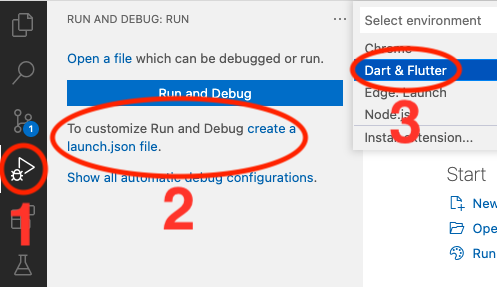 RUN AND DEBUG: RUN
...
Open a file which can be debugged or run.
Run and Debug
To customize Run and Debug create a
launch.json file.
Show all automatic debug configurations.
1
1
2
Select environment
Chrome
Dart & Flutter
Edge: Launch
Node.js
Install extension...
3
Start
New
Ope
Run